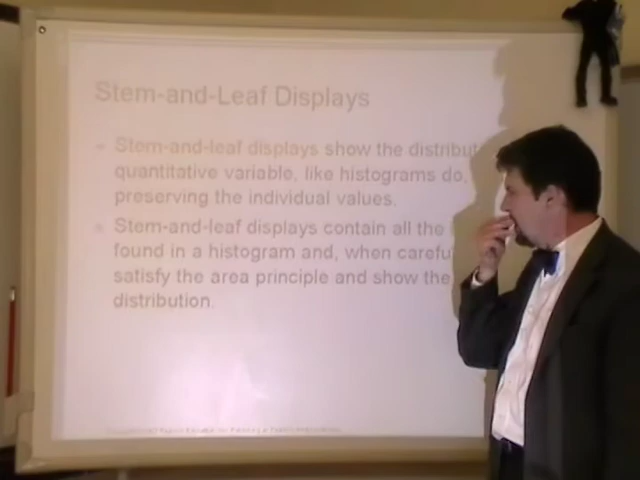 Stem-and-Leaf Displays
Stem-and-leaf displays show the distribut
quantitative variable, like histograms do,
preserving the individual values.
Stem-and-leaf displays contain all the
found in a histogram and, when carefu
satisfy the area principle and show the
distribution.